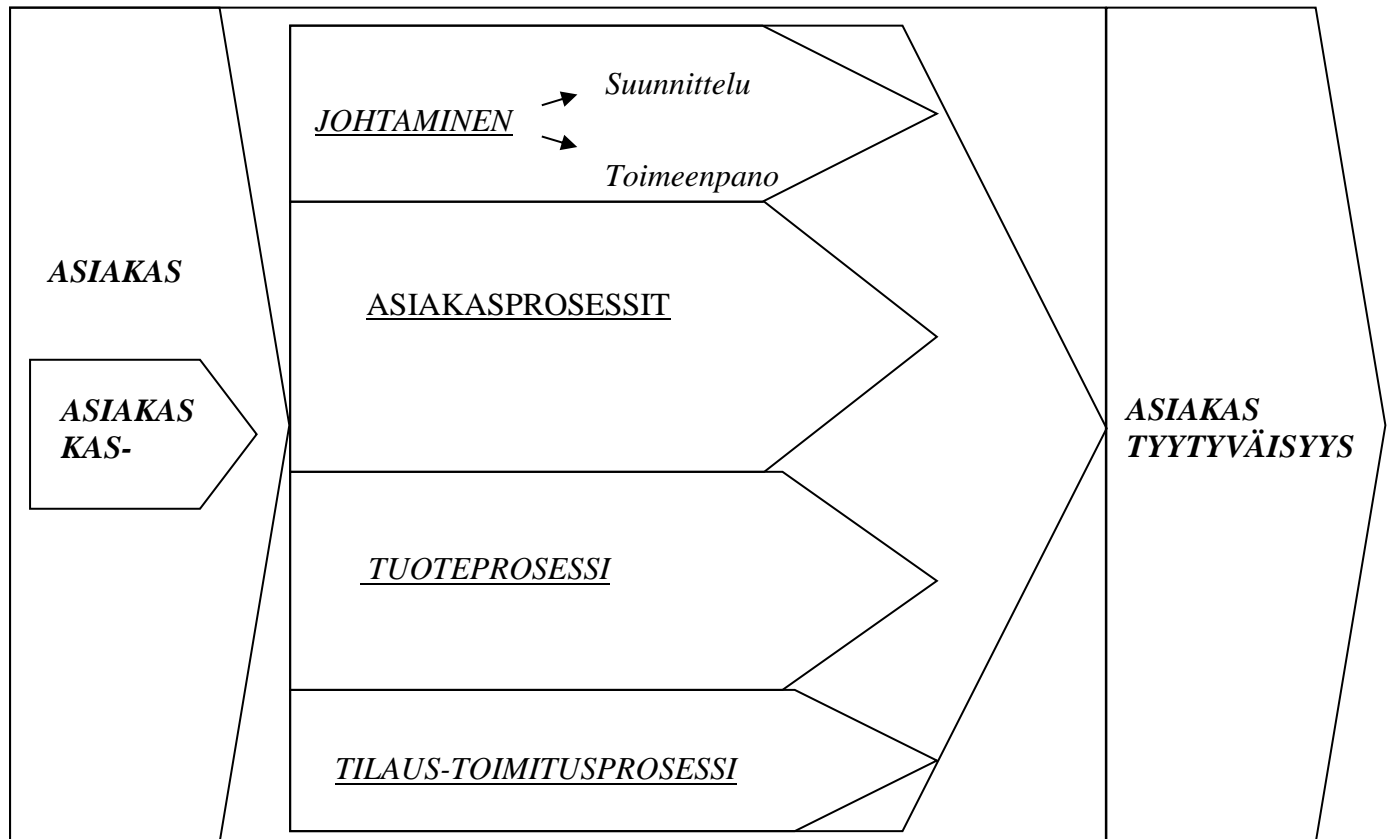 ASIAKAS
ASIAKAS
KAS-
JOHTAMINEN
Suunnittelu
Toimeenpano
ASIAKASPROSESSIT
TUOTEPROSESSI
TILAUS-TOIMITUSPROSESSI
ASIAKAS
TYYTYVÄISYYS